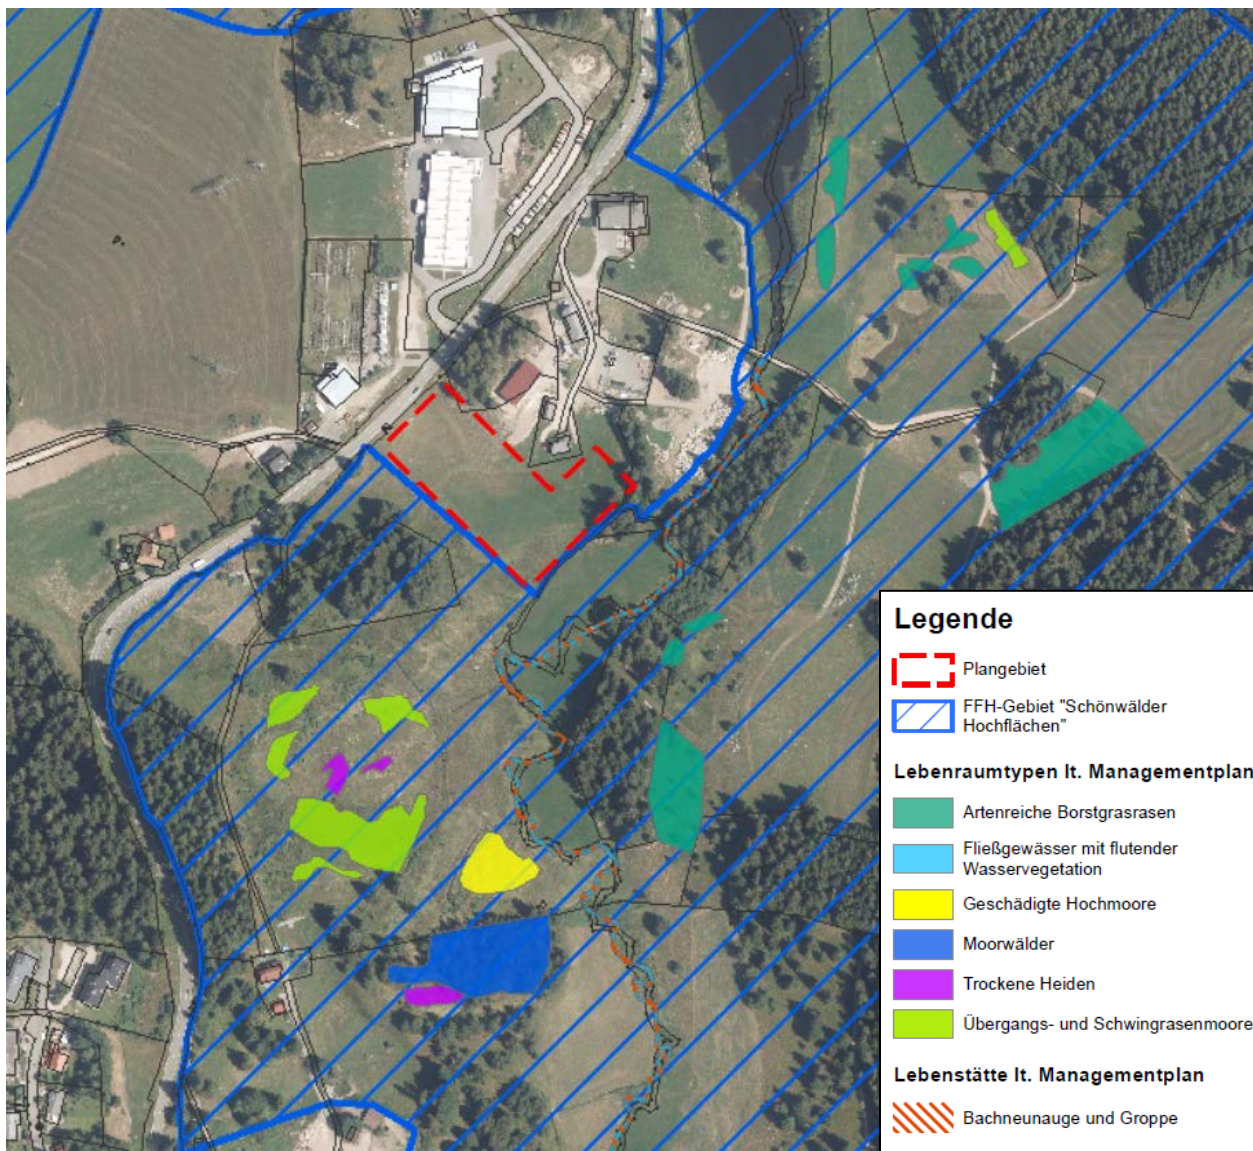 Legende
Plangebiet
FFH-Gebiet "Schönwälder
Hochflächen"
Lebenraumtypen lt. Managementplan
Artenreiche Borstgrasrasen
Fließgewässer mit flutender
Wasservegetation
Geschädigte Hochmoore
Moorwälder
Trockene Heiden
Übergangs- und Schwingrasenmoore
Lebenstätte lt. Managementplan
Bachneunauge und Groppe